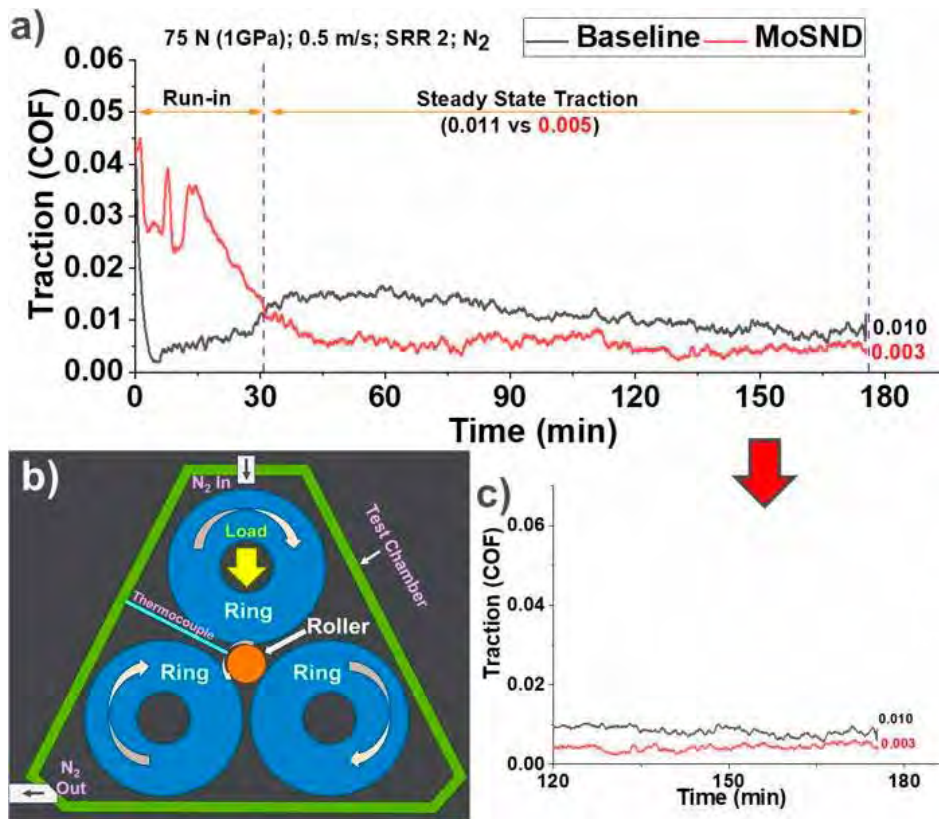 a)
75 N (1GPa); 0.5 m/s; SRR 2; N2
Baseline
MoSND
Run-in
Steady State Traction
(0.011 vs 0.005)
Traction (COF)
0.06
0.05
0.04
0.03
0.02
0.01
0.00
0.010
0.003
0 30 60 90 120 150 180
Time (min)
b)
N2 In
Load
Ring
Test Chamber
Thermocouple
Roller
Ring
Ring
N2
Out
c)
Traction (COF)
0.06
0.04
0.02
0.00
0.010
0.003
120 150 180
Time (min)